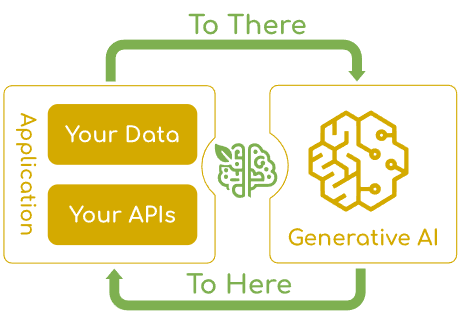 To There
Application
Your Data
Your APIs
Generative AI
To Here